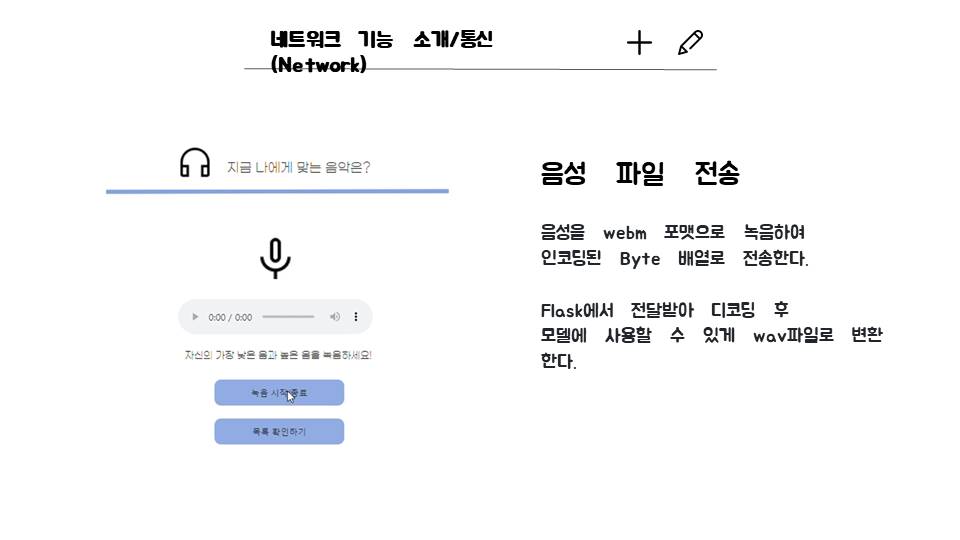 네트워크 기능 소개/통신
(Network)
지금 나에게 맞는 음악은?
0:00 / 0:00
자신의 가장 낮은 음과 높은 음을 녹음하세요!
녹음 시작 종료
목록 확인하기
음성 파일 전송
음성을 webm 포맷으로 녹음하여
인코딩된 Byte 배열로 전송한다.
Flask에서 전달받아 디코딩 후
모델에 사용할 수 있게 wav파일로 변환
한다.